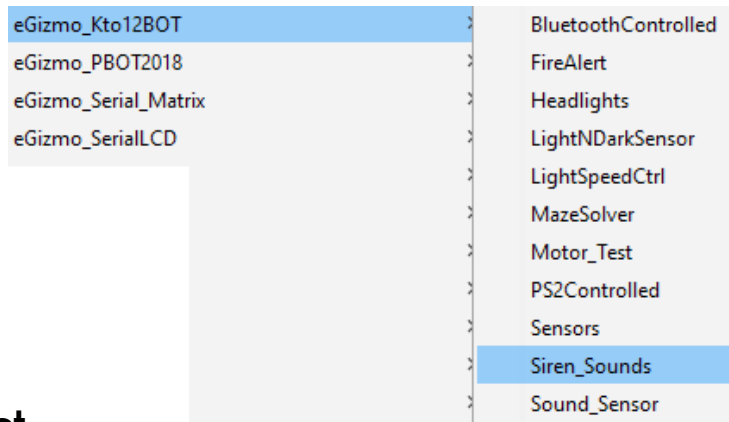 eGizmo_Kto12BOT
eGizmo_PBOT2018
eGizmo_Serial_Matrix
eGizmo_SerialLCD
BluetoothControlled
FireAlert
Headlights
LightNDarkSensor
LightSpeedCtrl
MazeSolver
Motor_Test
PS2Controlled
Sensors
Siren_Sounds
Sound_Sensor